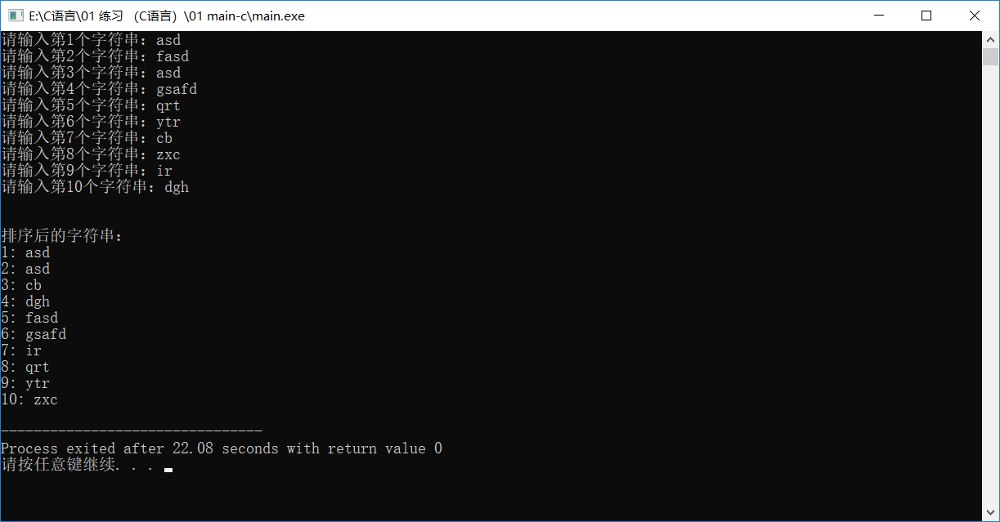 E:\C语言\01 练习 （C语言）\01 main-c\main.exe
请输入第1个字符串：asd
请输入第2个字符串：fasd
请输入第3个字符串：asd
请输入第4个字符串：gsafd
请输入第5个字符串：qrt
请输入第6个字符串：ytr
请输入第7个字符串：cb
请输入第8个字符串：zxc
请输入第9个字符串：ir
请输入第10个字符串：dgh
排序后的字符串：
1: asd
2: asd
3: cb
4: dgh
5: fasd
6: gsafd
7: ir
8: qrt
9: ytr
10: zxc
--------------------------------
Process exited after 22.08 seconds with return value 0
请按任意键继续. . .